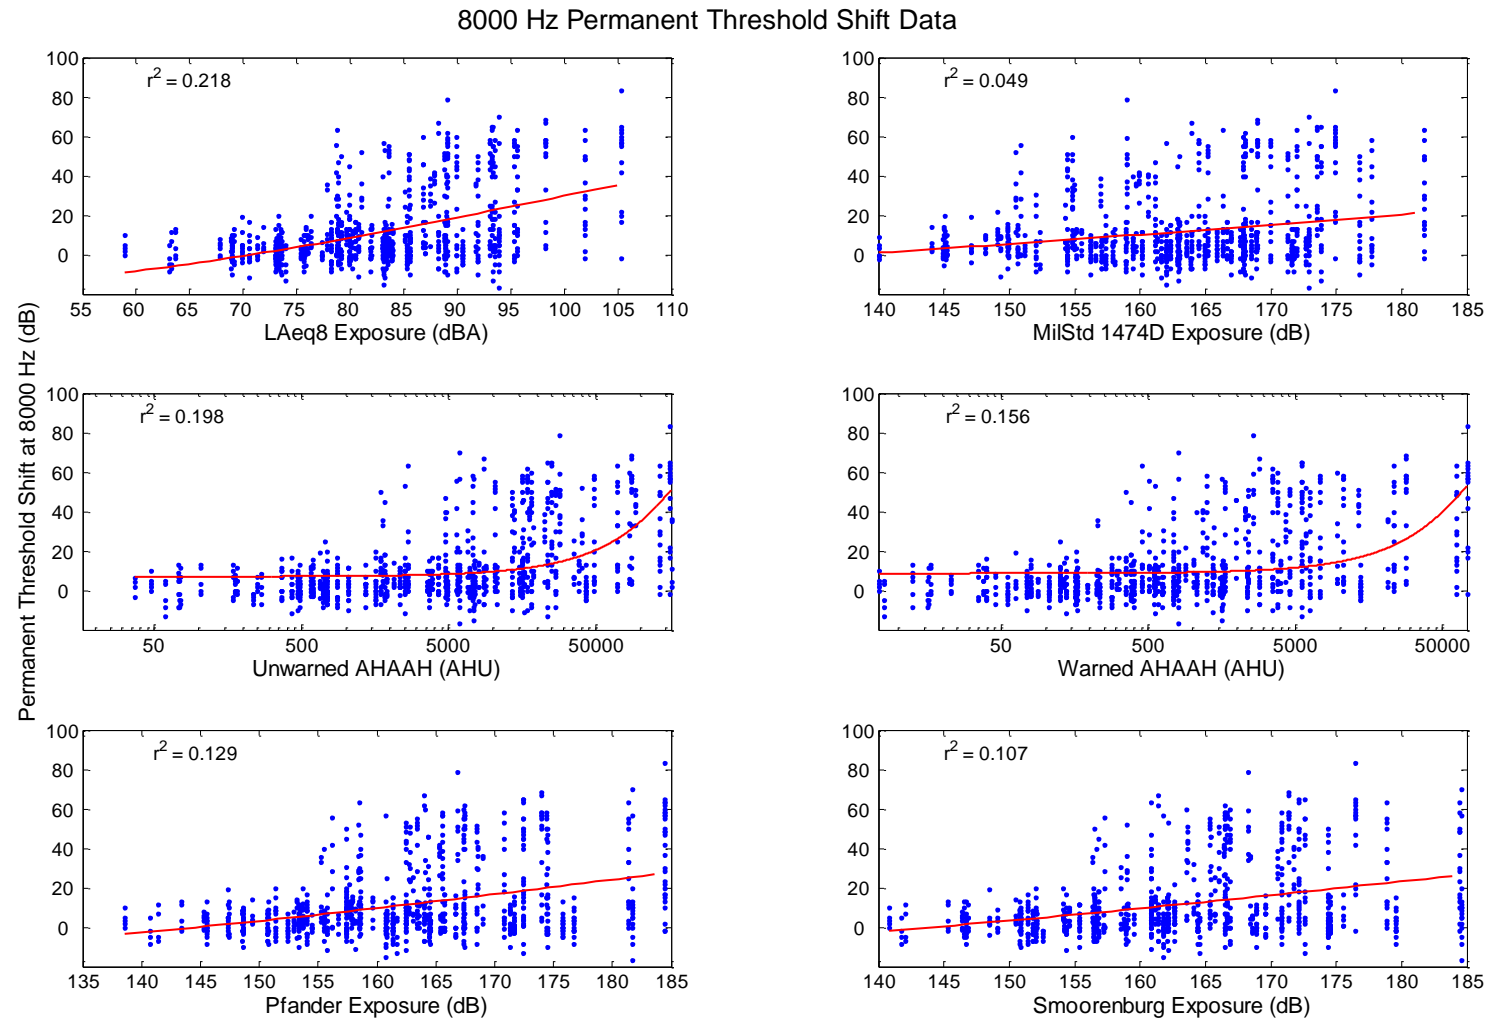 8000 Hz Permanent Threshold Shift Data
Permanent Threshold Shift at 8000 Hz (dB)
r2 = 0.218
100
80
60
40
20
0
55 60 65 70 75 80 85 90 95 100 105 110
LAeq8 Exposure (dBA)
r2 = 0.049
100
80
60
40
20
0
140 145 150 155 160 165 170 175 180 185
MilStd 1474D Exposure (dB)
r2 = 0.198
100
80
60
40
20
0
50 500 5000 50000
Unwarned AHAAH (AHU)
r2 = 0.156
100
80
60
40
20
0
50 500 5000 50000
Warned AHAAH (AHU)
r2 = 0.129
100
80
60
40
20
0
135 140 145 150 155 160 165 170 175 180 185
Pfander Exposure (dB)
r2 = 0.107
100
80
60
40
20
0
140 145 150 155 160 165 170 175 180 185
Smoorenburg Exposure (dB)